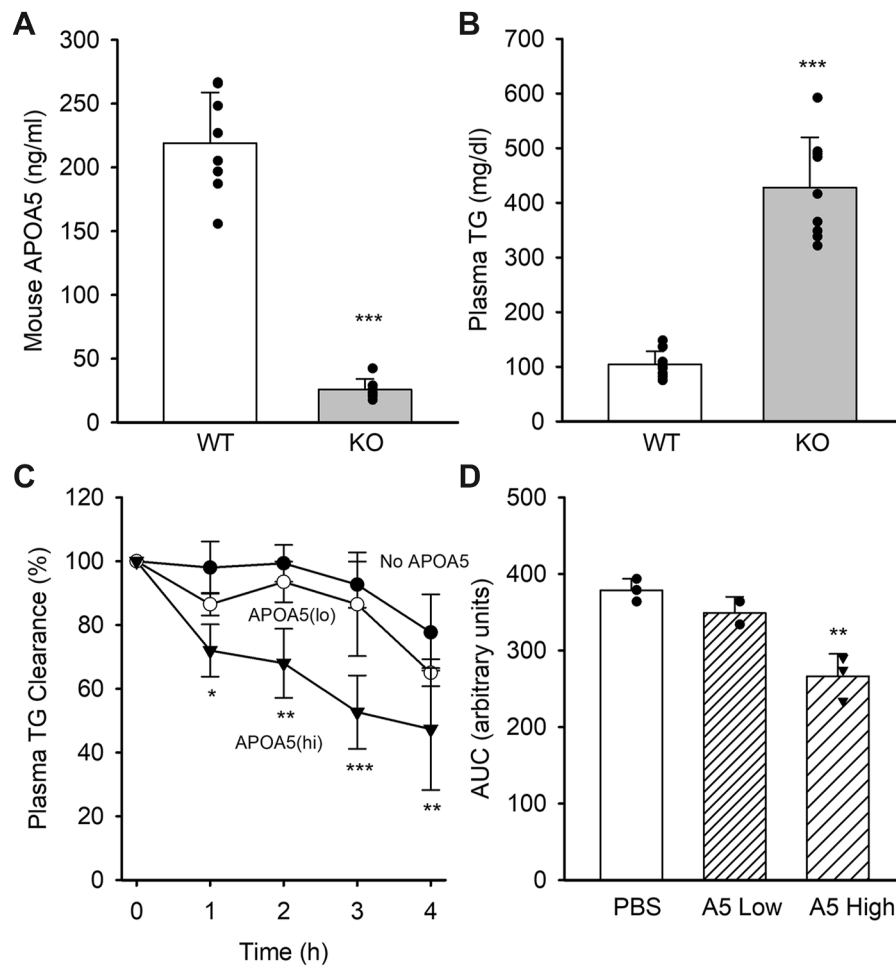 A
Mouse APOA5 (ng/ml)
300
250
200
150
100
50
0
***
WT KO
B
Plasma TG (mg/dl)
700
600
500
400
300
200
100
0
***
WT KO
C
Plasma TG Clearance (%)
120
100
80
60
40
20
0
No APOA5
APOA5(lo)
*
**
APOA5(hi)
***
**
0 1 2 3 4
Time (h)
D
AUC (arbitrary units)
500
400
300
200
100
0
**
PBS A5 Low A5 High